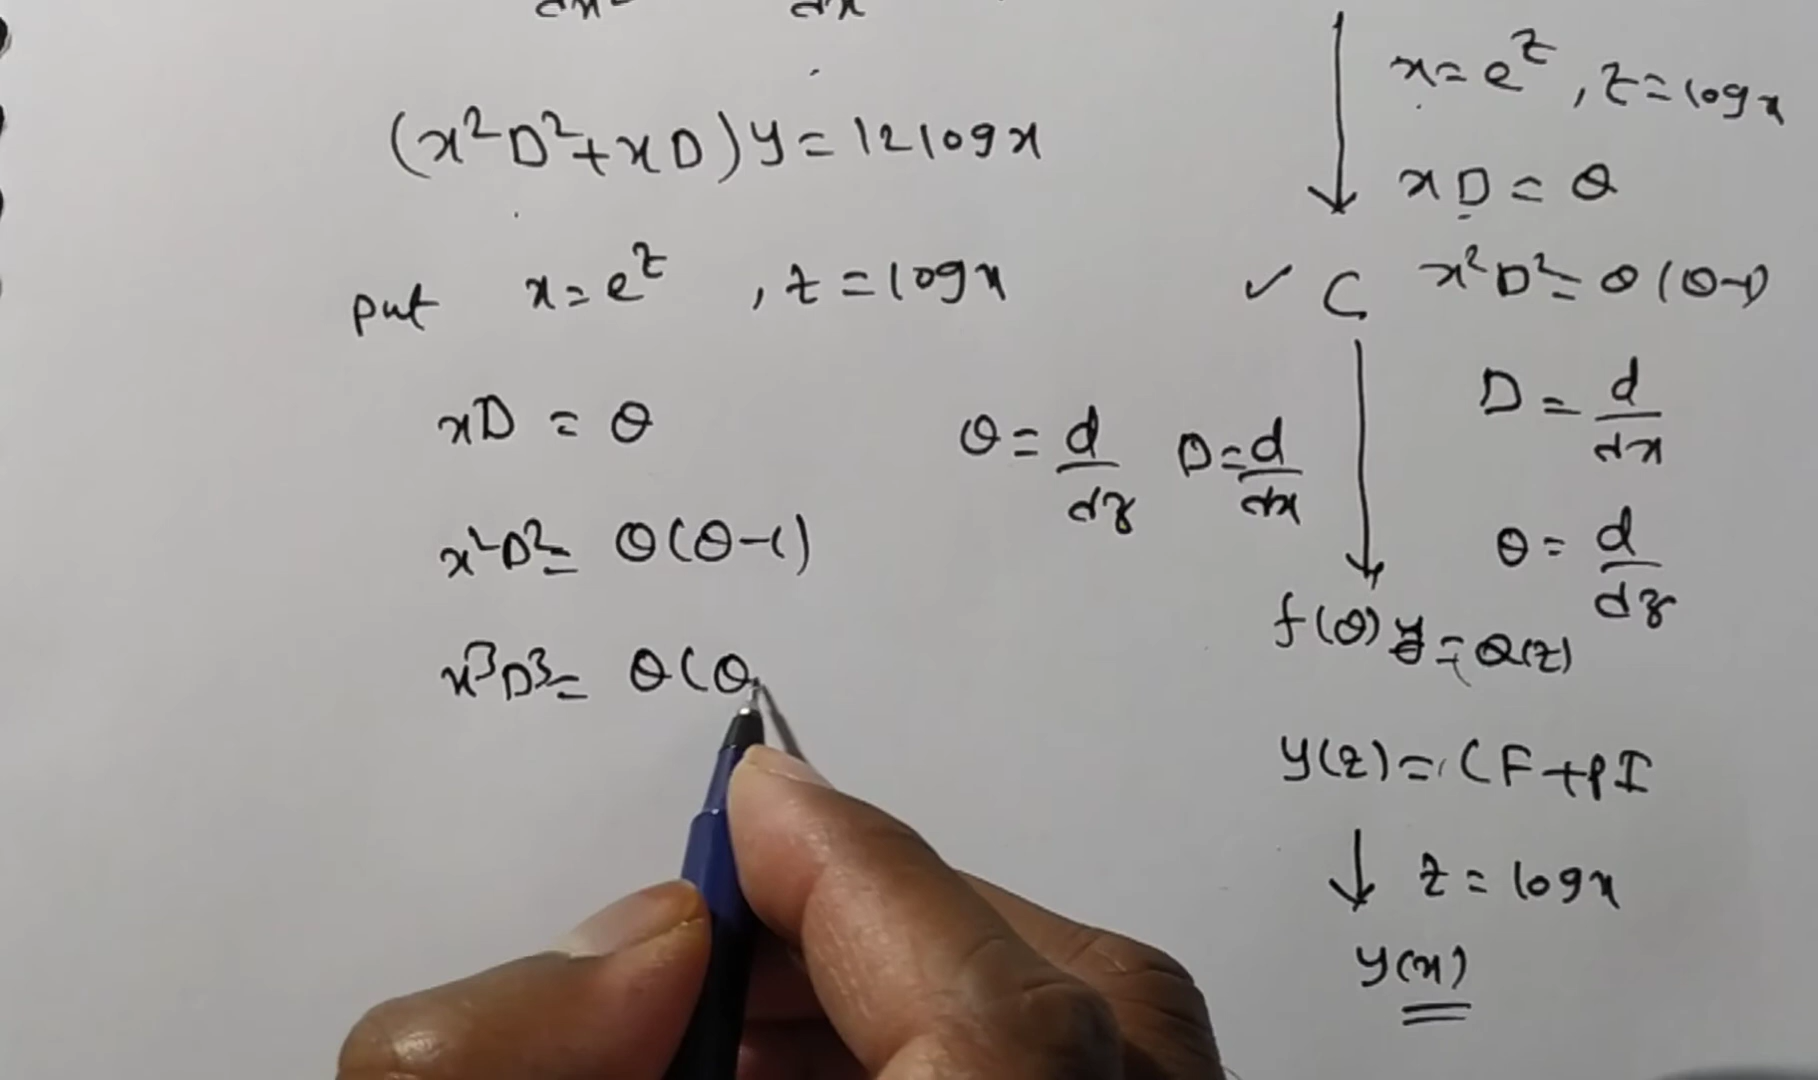 (x²D²+xD)y=12logx
put x=e^z , z=logx
xD = θ
θ = d/dz D=d/dx
x²D²= θ(θ-1)
x³D³= θ(θ
x=e^z , z=logx
xD = θ
✓ C x²D²= θ(θ-1)
D = d/dx
θ = d/dz
f(θ)y=Q(z)
y(z)= CF+PI
z = logx
y(x)